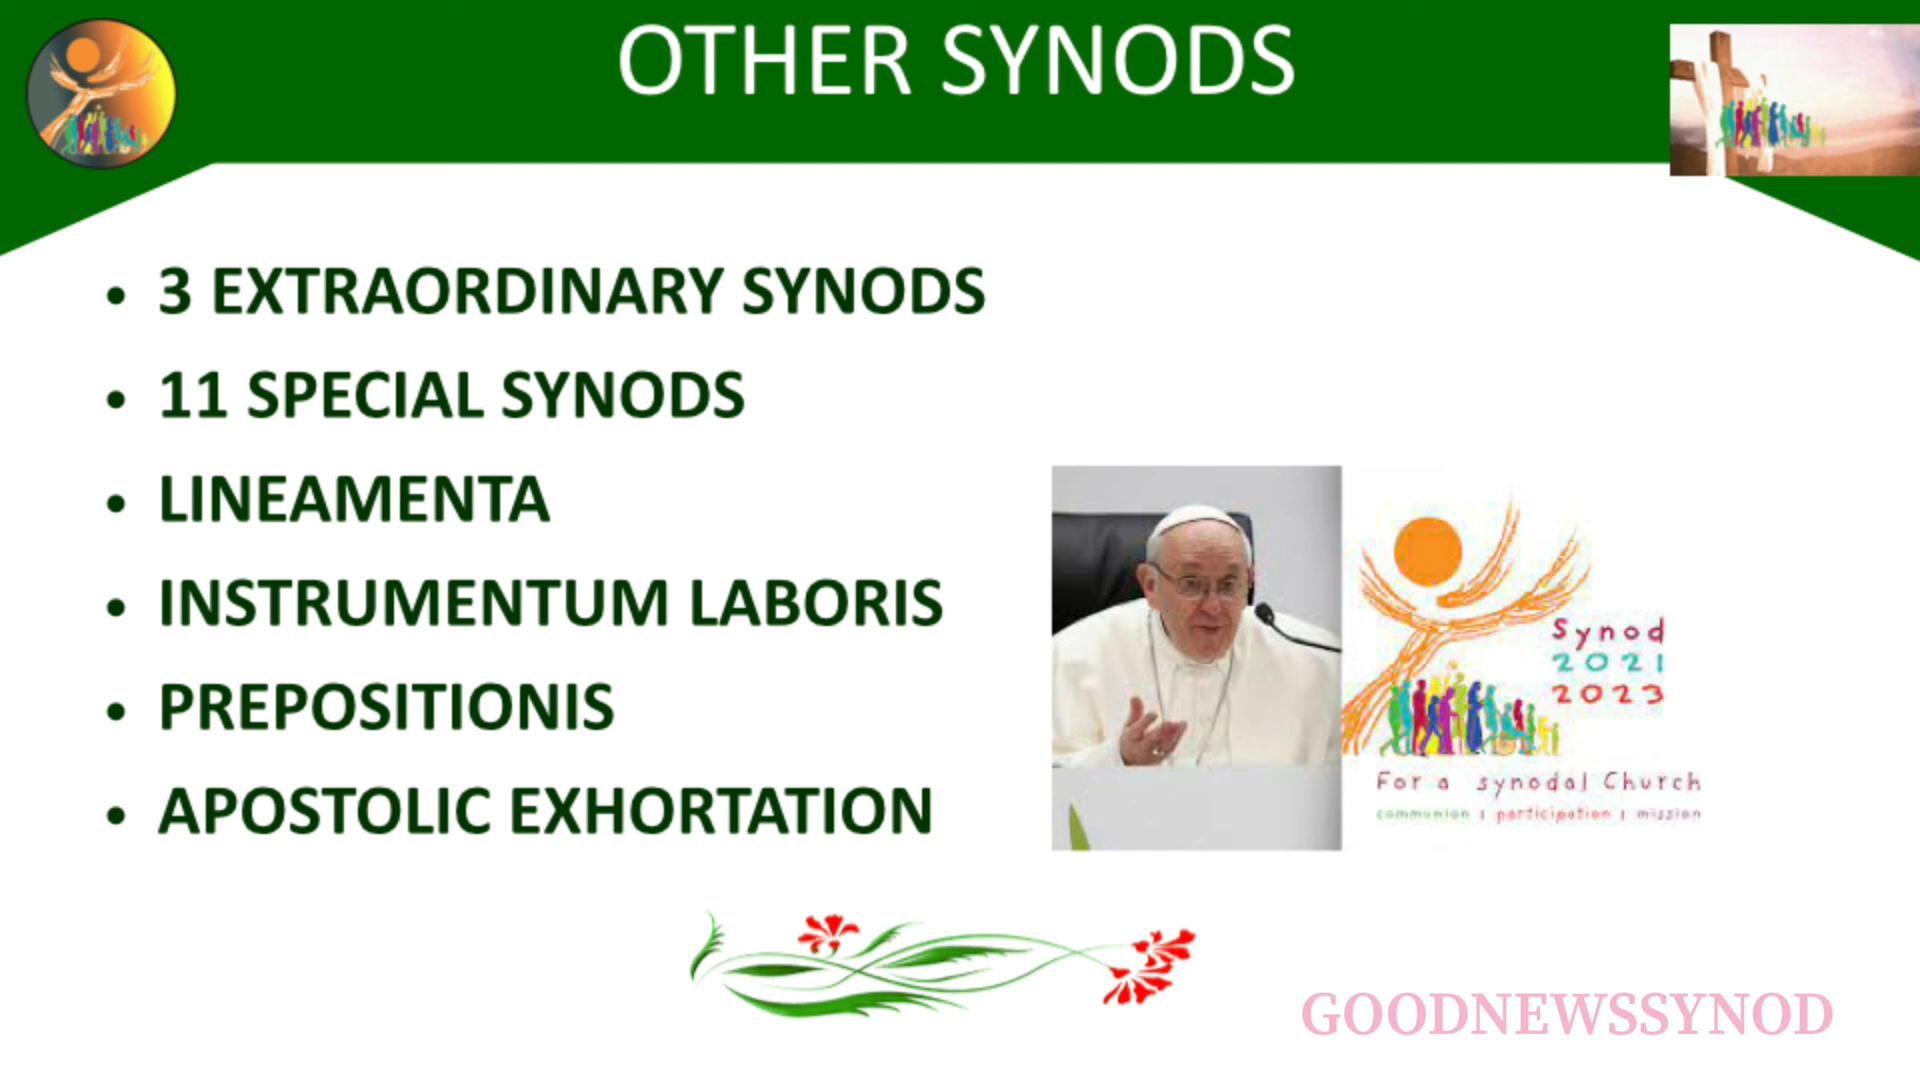 OTHER SYNODS
• 3 EXTRAORDINARY SYNODS
• 11 SPECIAL SYNODS
• LINEAMENTA
• INSTRUMENTUM LABORIS
• PREPOSITIONIS
• APOSTOLIC EXHORTATION
Synod
2021
2023
For a synodal Church
communion | participation | mission
GOODNEWSSYNOD